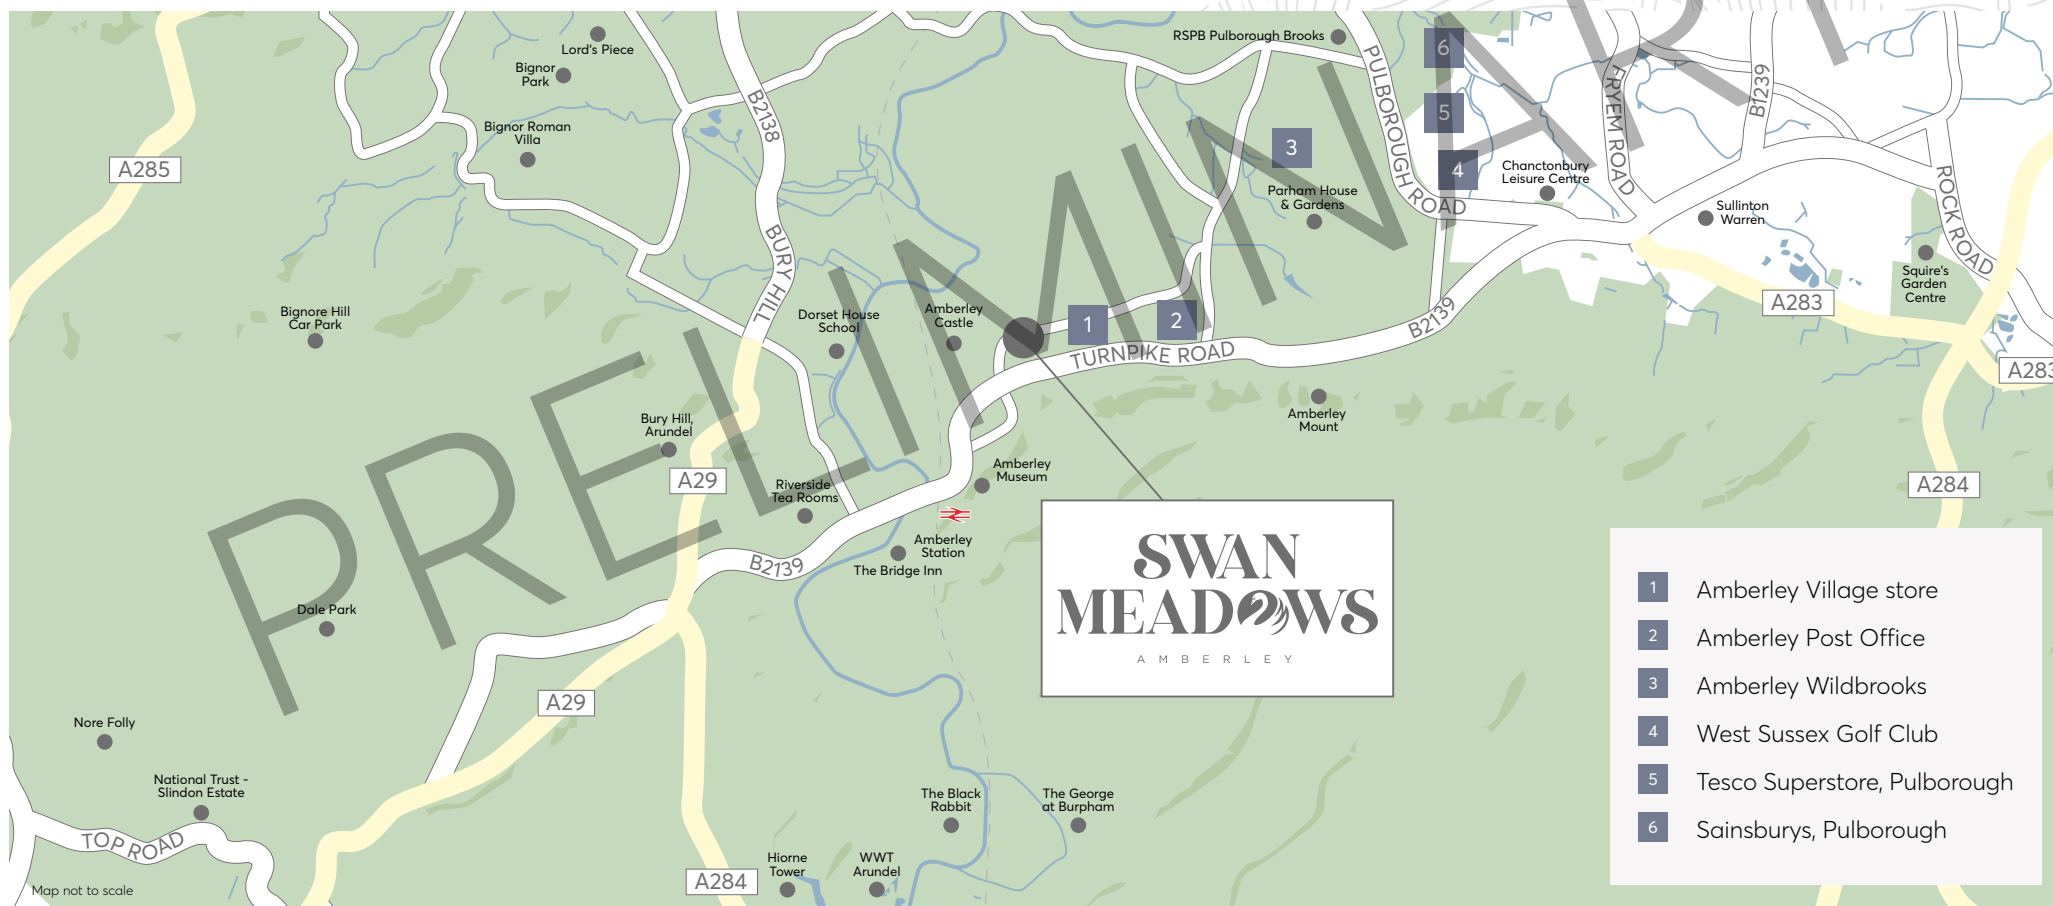 Lord's Piece
Bignor
Park
Bignor Roman
Villa
A285
B2138
BURY HILL
RSPB Pulborough Brooks
PULBOROUGH ROAD
6
5
4
3
Parham House
& Gardens
Chanctonbury
Leisure Centre
FRYEM ROAD
B1239
Sullinton
Warren
ROCK ROAD
Squire's
Garden
Centre
A283
A283
Bignore Hill
Car Park
Dorset House
School
Amberley
Castle
1
2
TURNPIKE ROAD
B2139
Amberley
Mount
Bury Hill,
Arundel
A29
Riverside
Tea Rooms
Amberley
Museum
Amberley
Station
The Bridge Inn
B2139
A284
PRELIMINARY
SWAN
MEADOWS
AMBERLEY
Dale Park
A29
Nore Folly
National Trust -
Slindon Estate
TOP ROAD
Map not to scale
The Black
Rabbit
The George
at Burpham
Hiorne
Tower
WWT
Arundel
A284
1 Amberley Village store
2 Amberley Post Office
3 Amberley Wildbrooks
4 West Sussex Golf Club
5 Tesco Superstore, Pulborough
6 Sainsburys, Pulborough